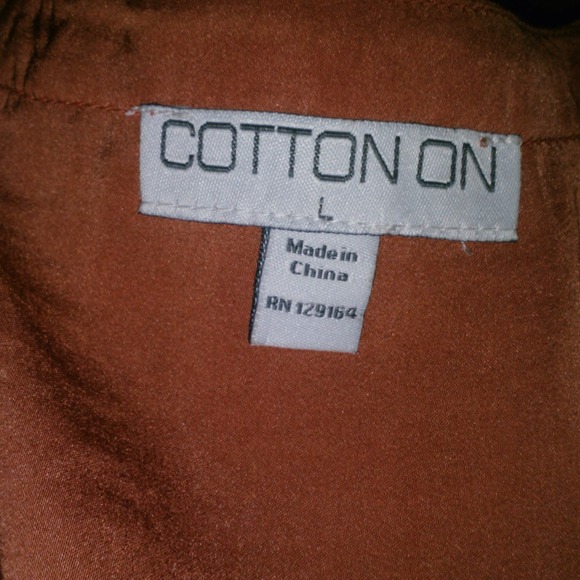 COTTON ON
L
Made in
China
RN 129164